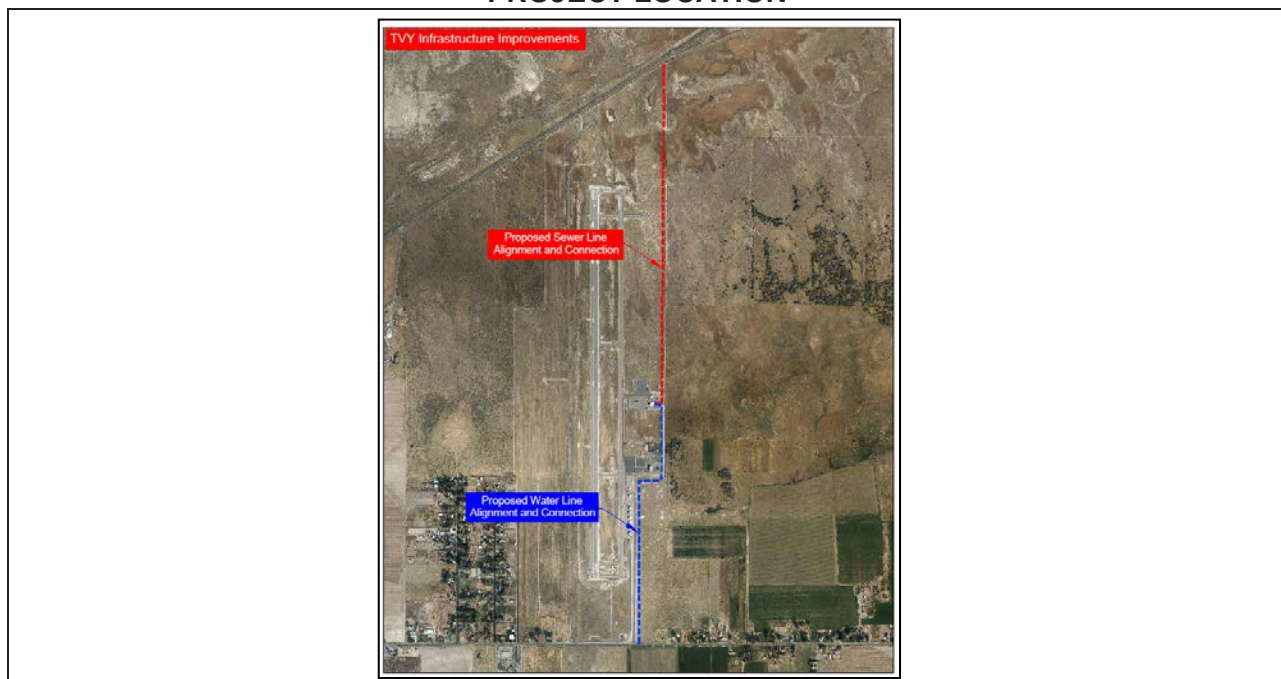 PROJECT LOCATION
TVY Infrastructure Improvements
Proposed Sewer Line
Alignment and Connection
Proposed Water Line
Alignment and Connection